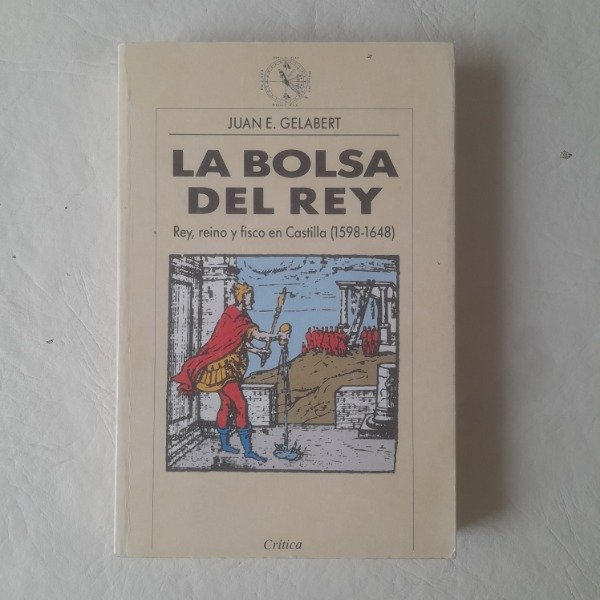 JUAN E. GELABERT
LA BOLSA
DEL REY
Rey, reino y fisco en Castilla (1598-1648)
Crítica